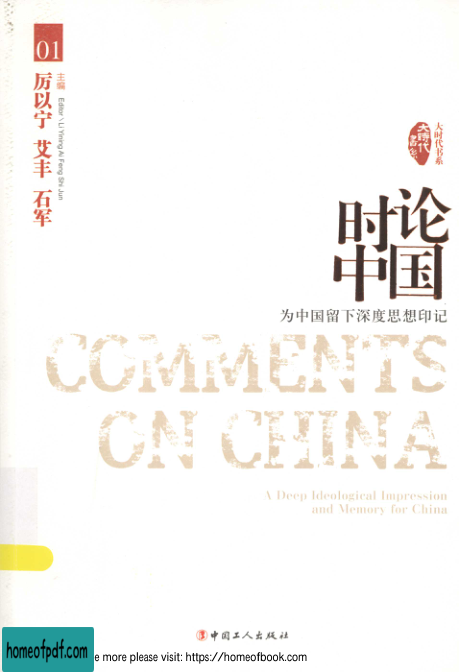 01
主编
厉以宁 艾丰 石军
Editor / Li Yining Ai Feng Shi Jun
大时代书系
大时代
时论
中国
为中国留下深度思想印记
COMMENTS
ON CHINA
A Deep Ideological Impression
and Memory for China
中国工人出版社
homeofpdf.com
e more please visit: https://homeofbook.com